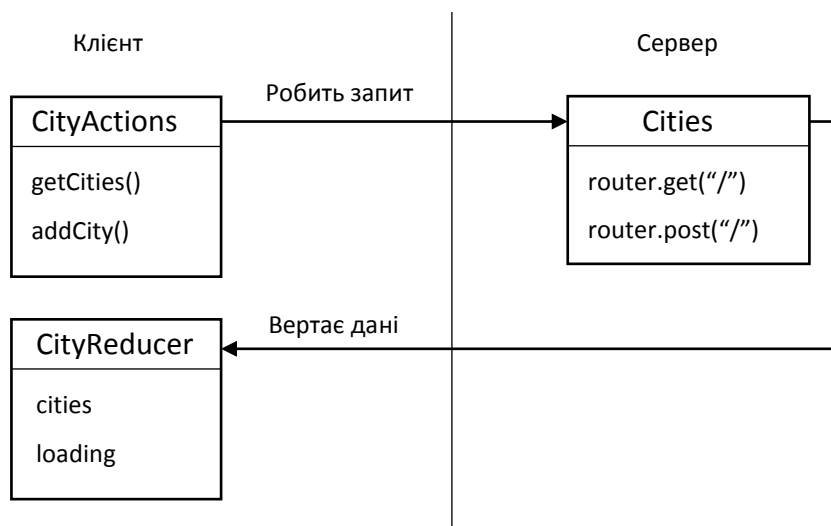 Клієнт
Сервер
Робить запит
CityActions
getCities()
addCity()
Cities
router.get(“/”)
router.post(“/”)
Вертає дані
CityReducer
cities
loading